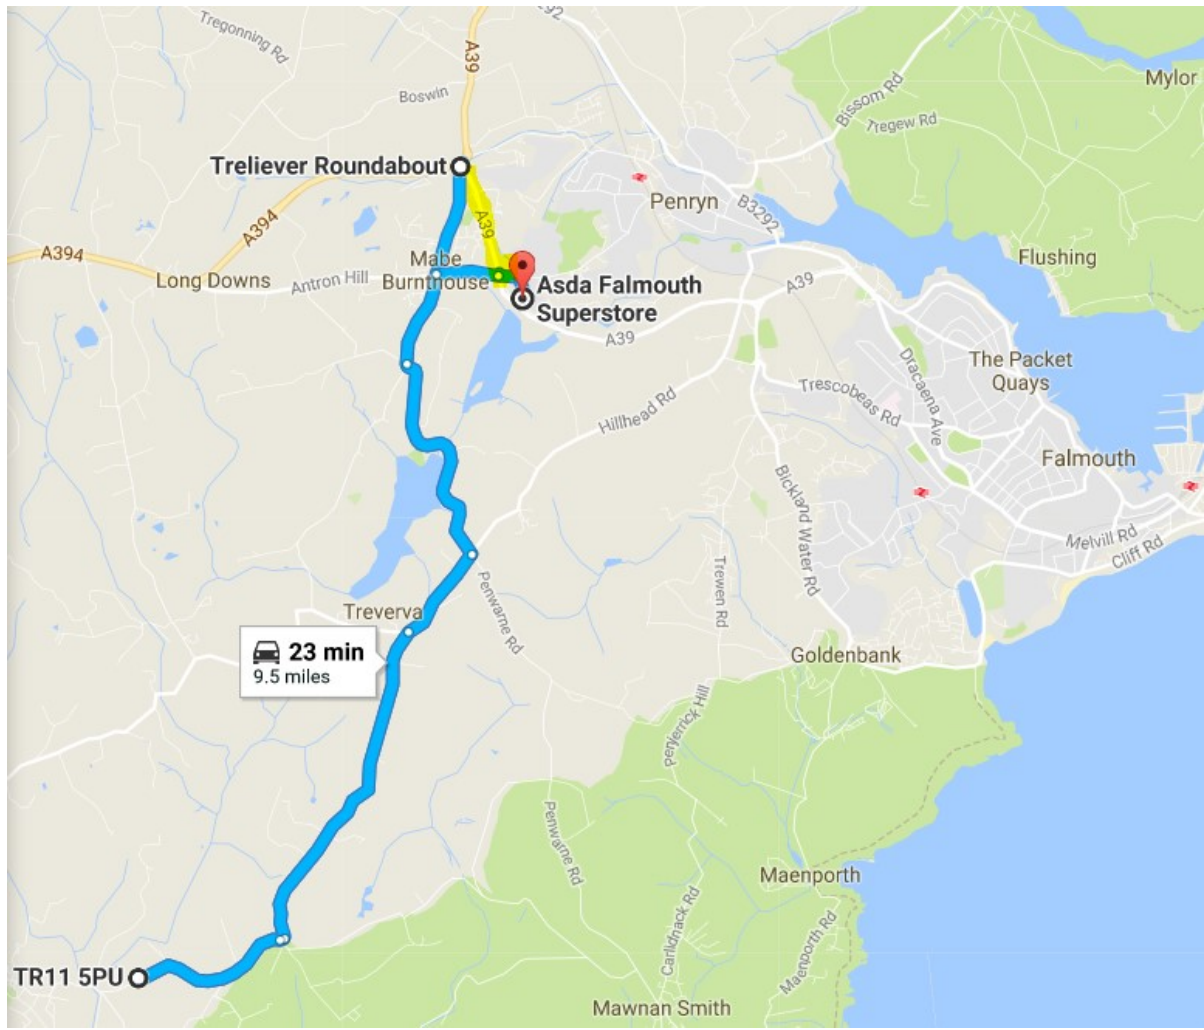 Tregonning Rd
A39
3292
Mylor
Bissom Rd
Boswin
Tregew Rd
Treliever Roundabout
A39
Penryn
B3292
A394
A394
Long Downs
Antron Hill
Mabe
Burnthouse
Flushing
Asda Falmouth
Superstore
A39
A39
The Packet
Quays
Dracaena Ave
Trescobeas Rd
Hillhead Rd
Falmouth
Bickland Water Rd
Melvill Rd
Cliff Rd
Penwarne Rd
Trewen Rd
Treverva
23 min
9.5 miles
Goldenbank
Penjerrick Hill
Penwarne Rd
Maenporth
Carlidnack Rd
Maenporth Rd
TR11 5PU
Mawnan Smith